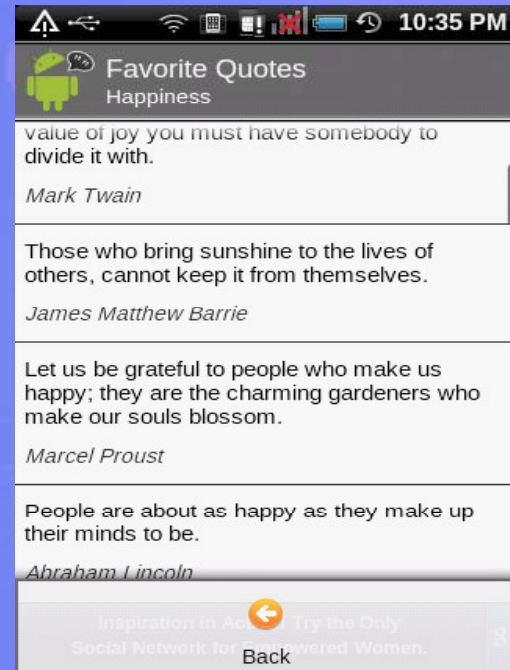 10:35 PM
Favorite Quotes
Happiness
value of joy you must have somebody to
divide it with.
Mark Twain
Those who bring sunshine to the lives of
others, cannot keep it from themselves.
James Matthew Barrie
Let us be grateful to people who make us
happy; they are the charming gardeners who
make our souls blossom.
Marcel Proust
People are about as happy as they make up
their minds to be.
Abraham Lincoln
Inspiration in Try the Only
Social Network for Empowered Women.
Back